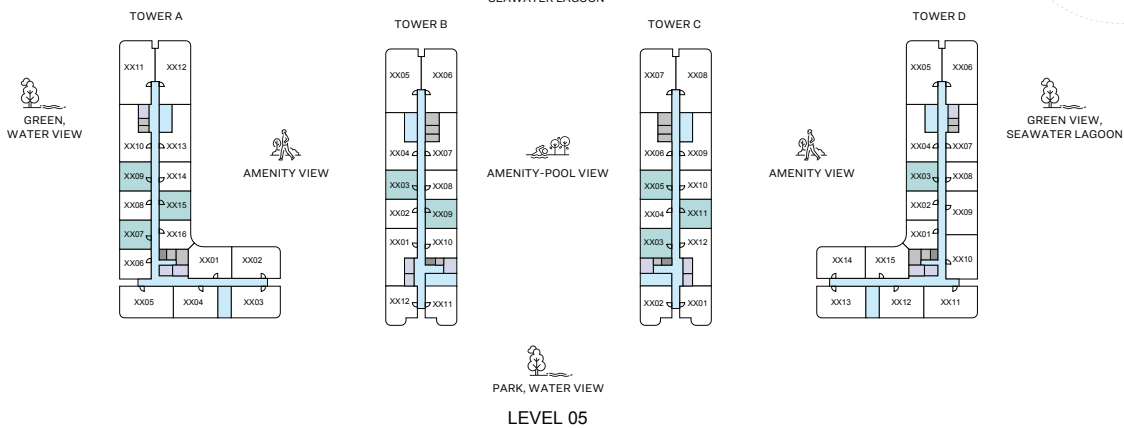 SEAWATER LAGOON
TOWER A
TOWER B
TOWER C
TOWER D
XX11 XX12
XX10 XX13
XX09 XX14
XX08 XX15
XX07 XX16
XX06 XX01 XX02
XX05 XX04 XX03
XX05 XX06
XX04 XX07
XX03 XX08
XX02 XX09
XX01 XX10
XX12 XX11
XX07 XX08
XX06 XX09
XX05 XX10
XX04 XX11
XX03 XX12
XX02 XX01
XX05 XX06
XX04 XX07
XX03 XX08
XX02 XX09
XX01
XX14 XX15 XX10
XX13 XX12 XX11
GREEN,
WATER VIEW
AMENITY VIEW
AMENITY-POOL VIEW
AMENITY VIEW
GREEN VIEW,
SEAWATER LAGOON
PARK, WATER VIEW
LEVEL 05